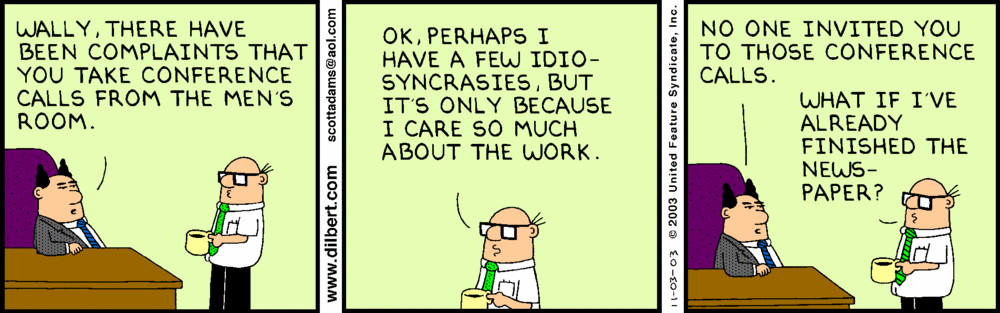 WALLY, THERE HAVE
BEEN COMPLAINTS THAT
YOU TAKE CONFERENCE
CALLS FROM THE MEN'S
ROOM.
www.dilbert.com scottadams@aol.com
OK, PERHAPS I
HAVE A FEW IDIO-
SYNCRASIES, BUT
IT'S ONLY BECAUSE
I CARE SO MUCH
ABOUT THE WORK.
11-03-03 © 2003 United Feature Syndicate, Inc.
NO ONE INVITED YOU
TO THOSE CONFERENCE
CALLS.
WHAT IF I'VE
ALREADY
FINISHED THE
NEWS-
PAPER?